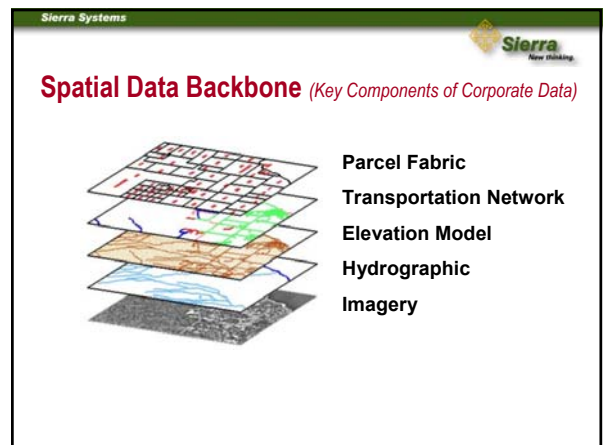 Sierra Systems
Sierra
New thinking.
Spatial Data Backbone (Key Components of Corporate Data)
Parcel Fabric
Transportation Network
Elevation Model
Hydrographic
Imagery